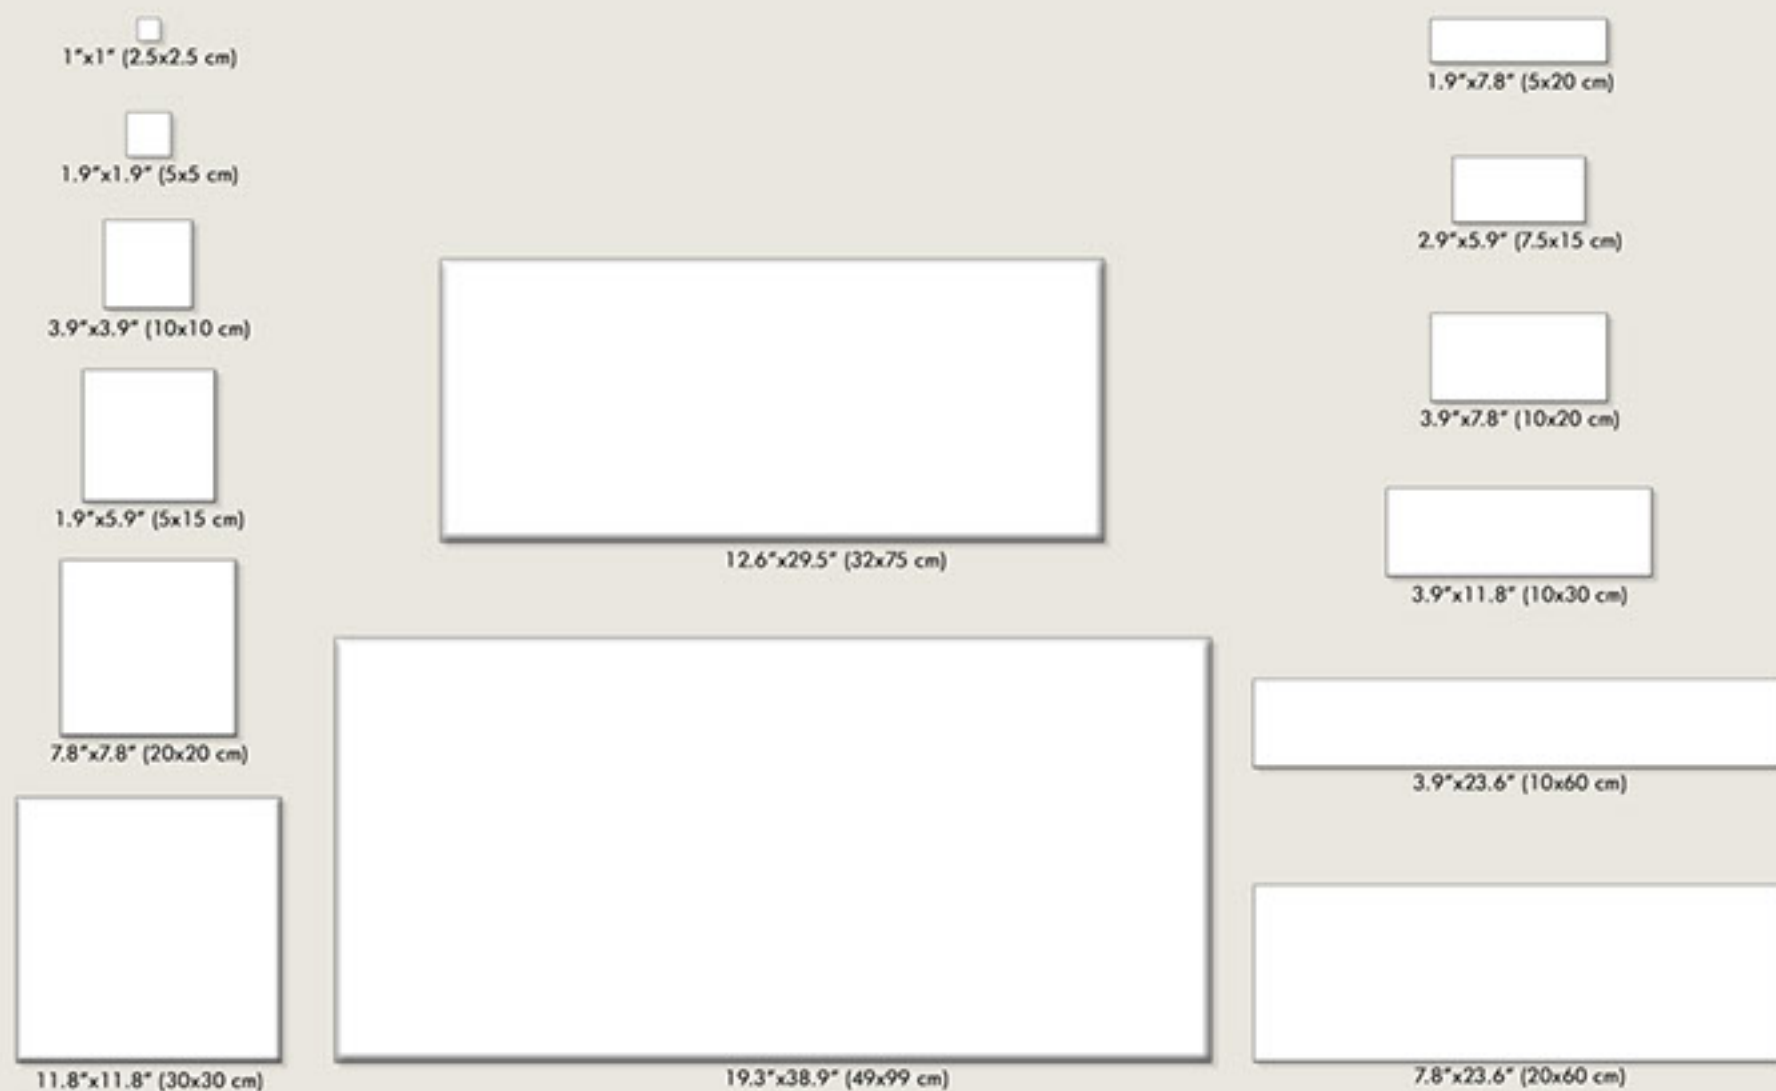 1"x1" (2.5x2.5 cm)
1.9"x1.9" (5x5 cm)
3.9"x3.9" (10x10 cm)
1.9"x5.9" (5x15 cm)
7.8"x7.8" (20x20 cm)
11.8"x11.8" (30x30 cm)
12.6"x29.5" (32x75 cm)
19.3"x38.9" (49x99 cm)
1.9"x7.8" (5x20 cm)
2.9"x5.9" (7.5x15 cm)
3.9"x7.8" (10x20 cm)
3.9"x11.8" (10x30 cm)
3.9"x23.6" (10x60 cm)
7.8"x23.6" (20x60 cm)